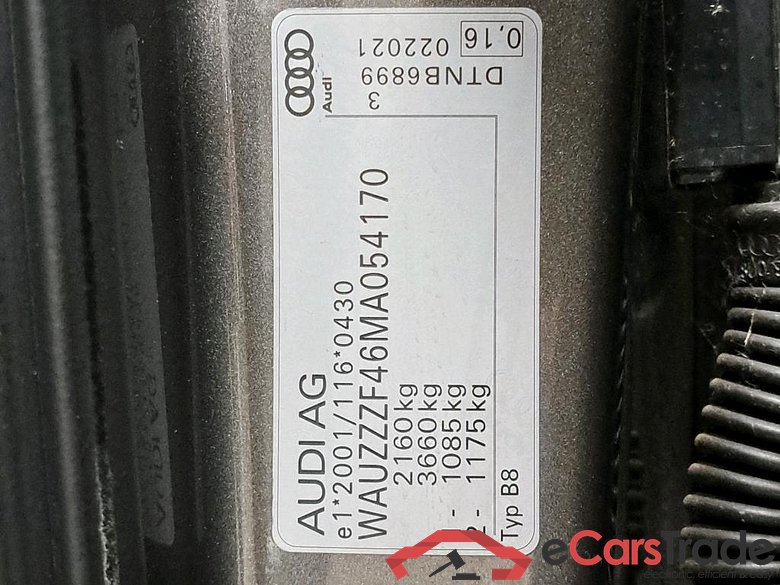 AUDI AG
e1*2001/116*0430
WAUZZZF46MA054170
2160kg
3660kg
- 1085kg
2 - 1175kg
Typ B8
Audi
3
DTNB6899
022021
0,16
eCarsTrade